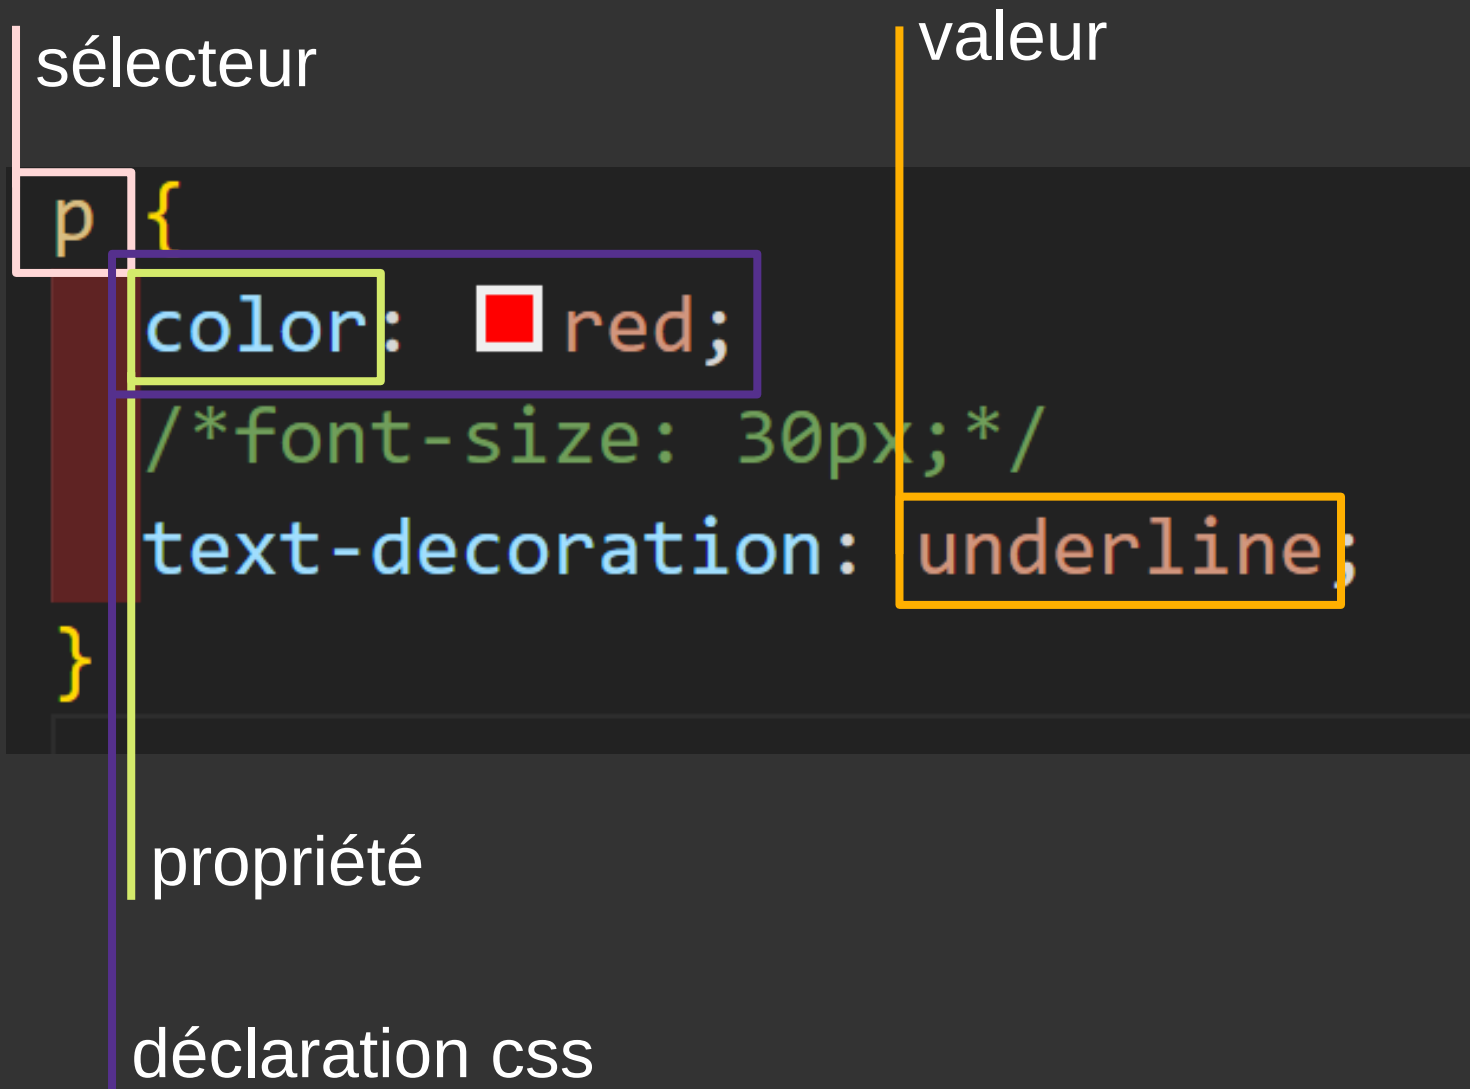 sélecteur
valeur
p {
color: red;
/*font-size: 30px;*/
text-decoration: underline;
}
propriété
déclaration css